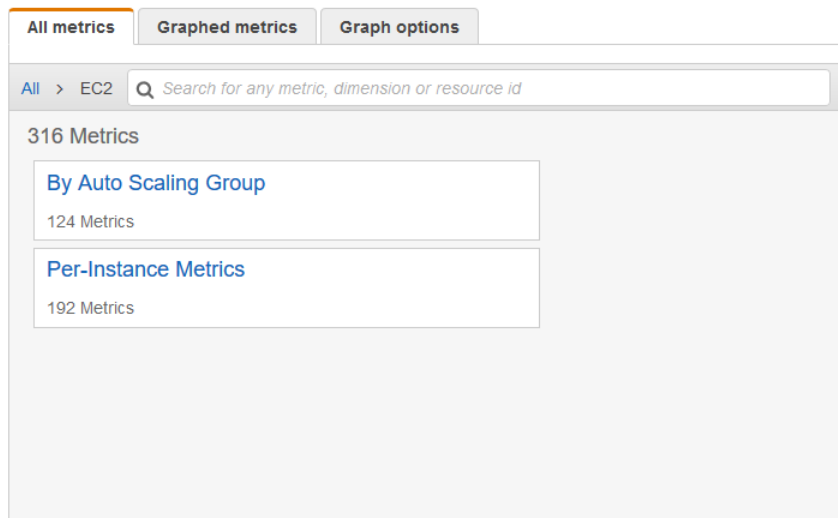 All metrics Graphed metrics Graph options
All > EC2 Search for any metric, dimension or resource id
316 Metrics
By Auto Scaling Group
124 Metrics
Per-Instance Metrics
192 Metrics